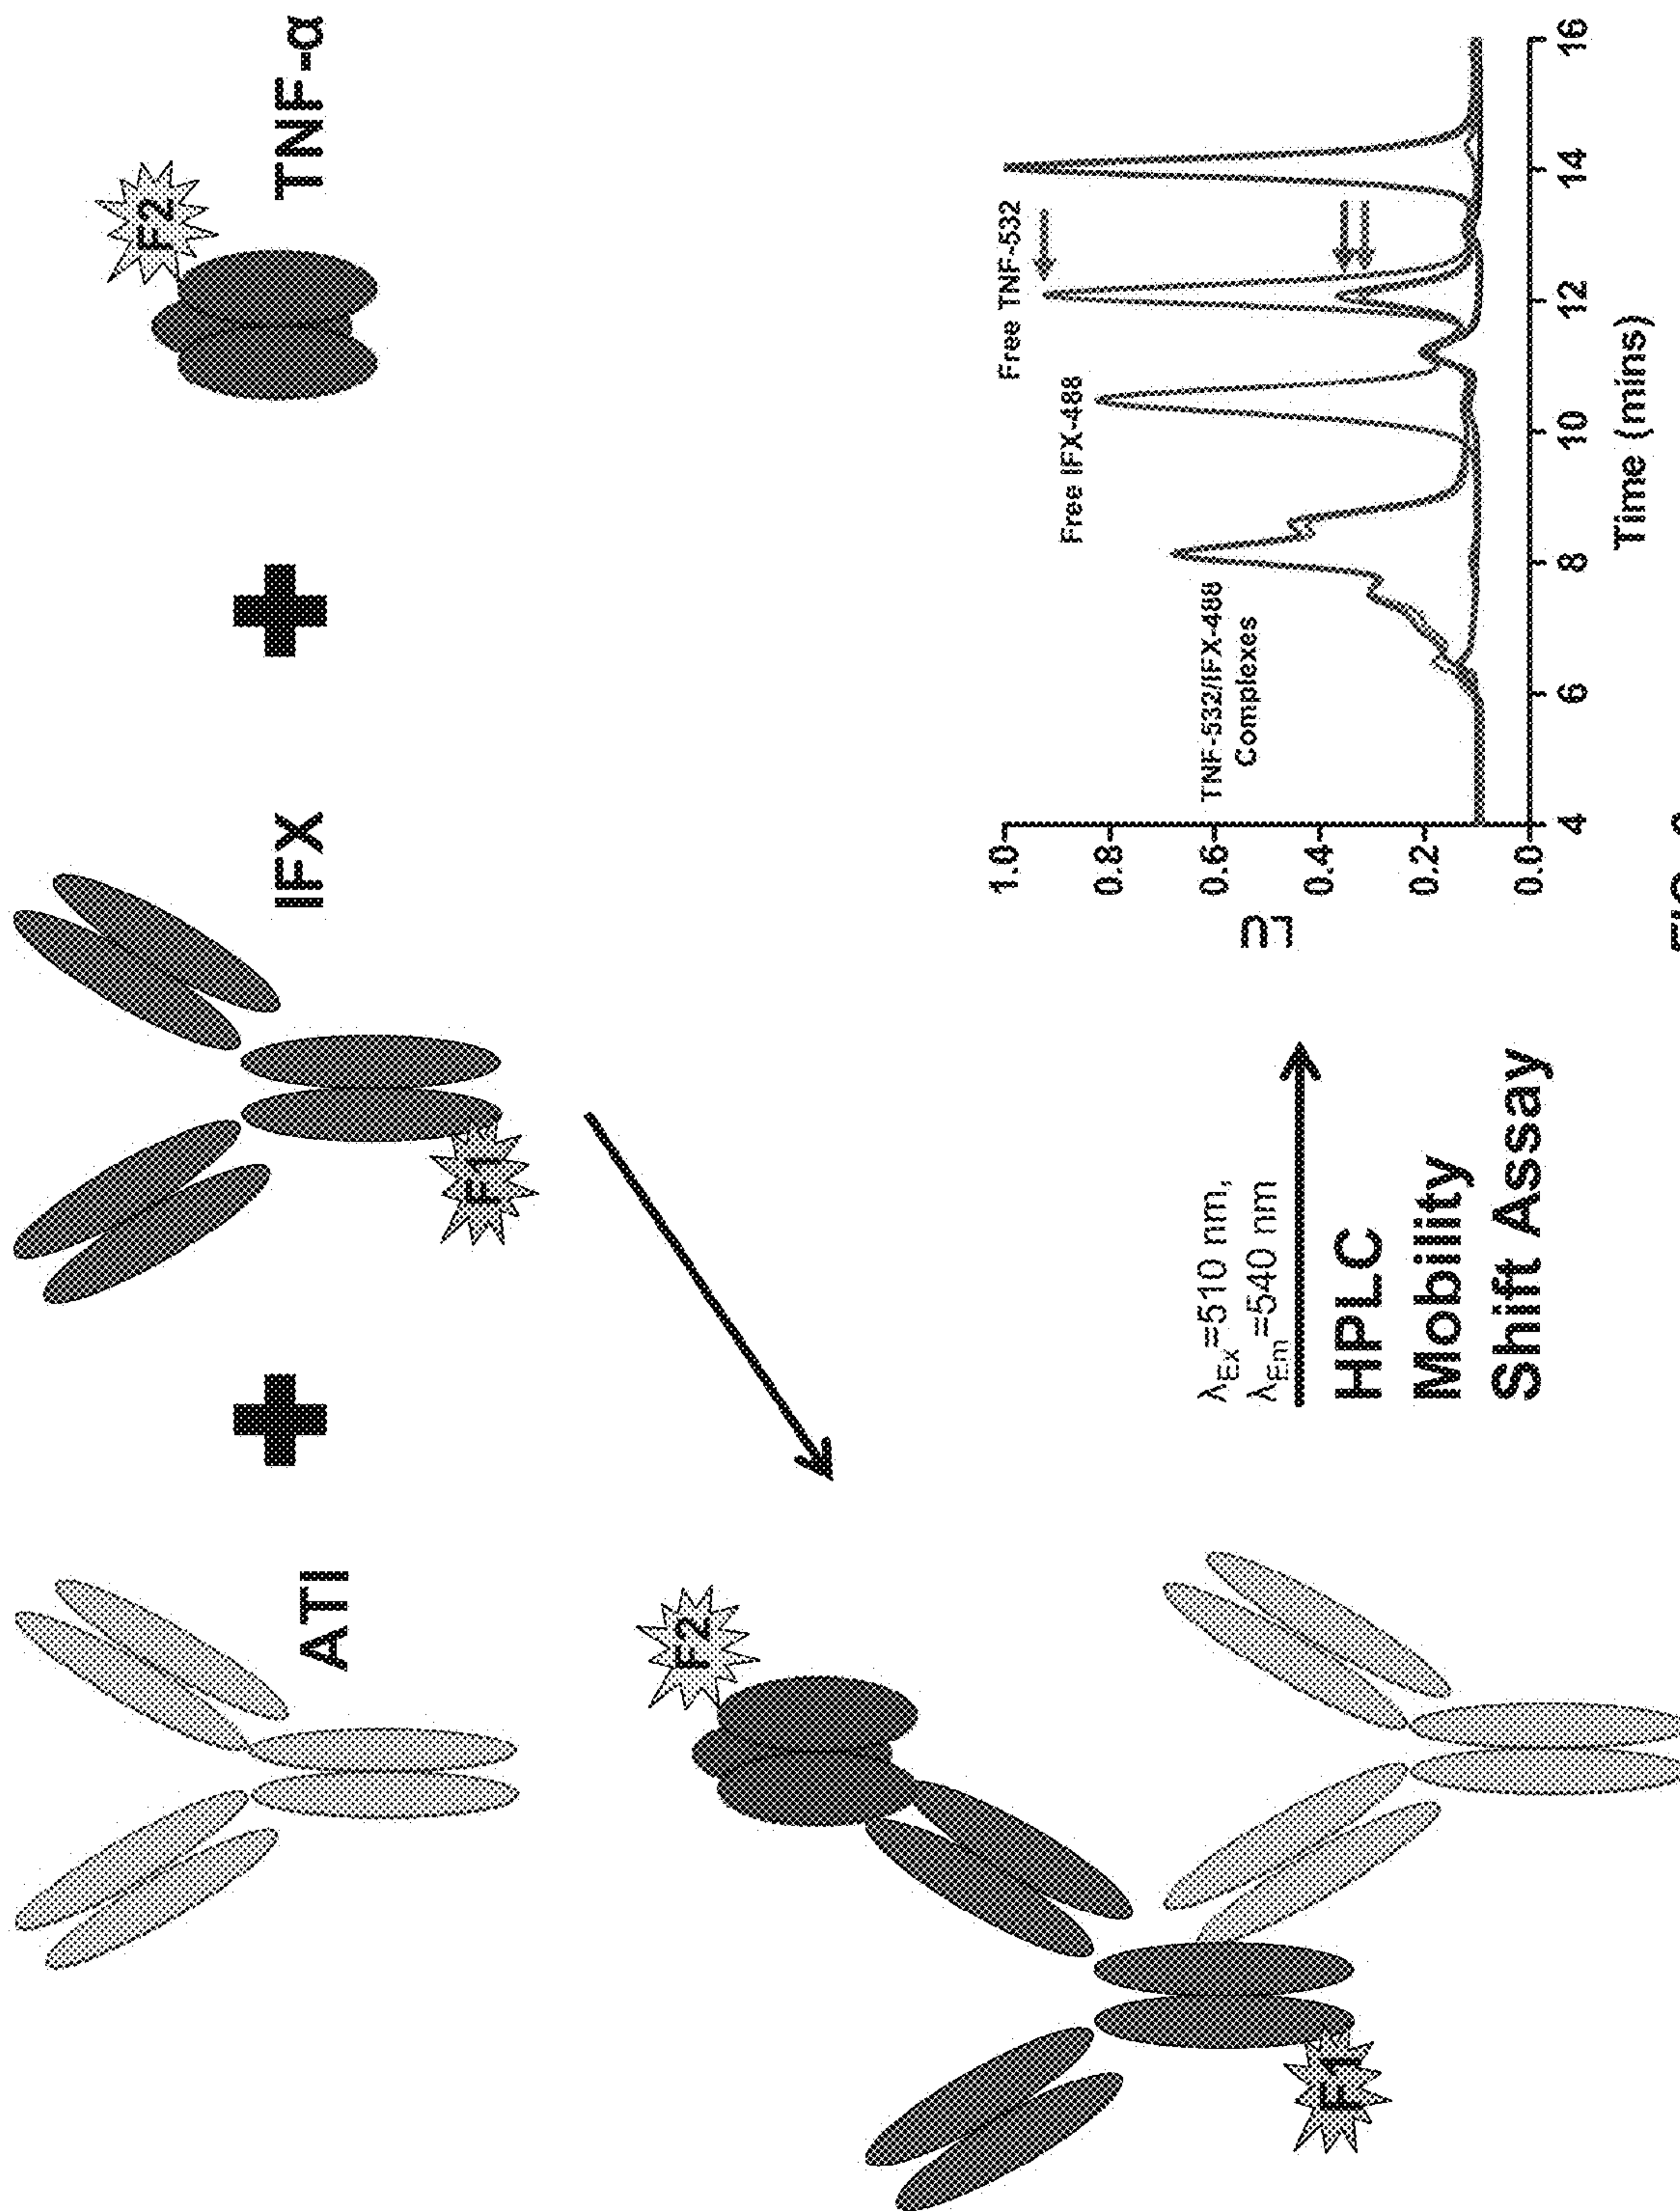 ATI
IFX
TNF-α
F1
F2
F2
F1
λEx=510 nm,
λEm=540 nm
HPLC
Mobility
Shift Assay
1.0
0.8
0.6
0.4
0.2
0.0
TNF-532/IFX-488
Complexes
Free IFX-488
Free TNF-532
4 6 8 10 12 14 16
Time (mins)